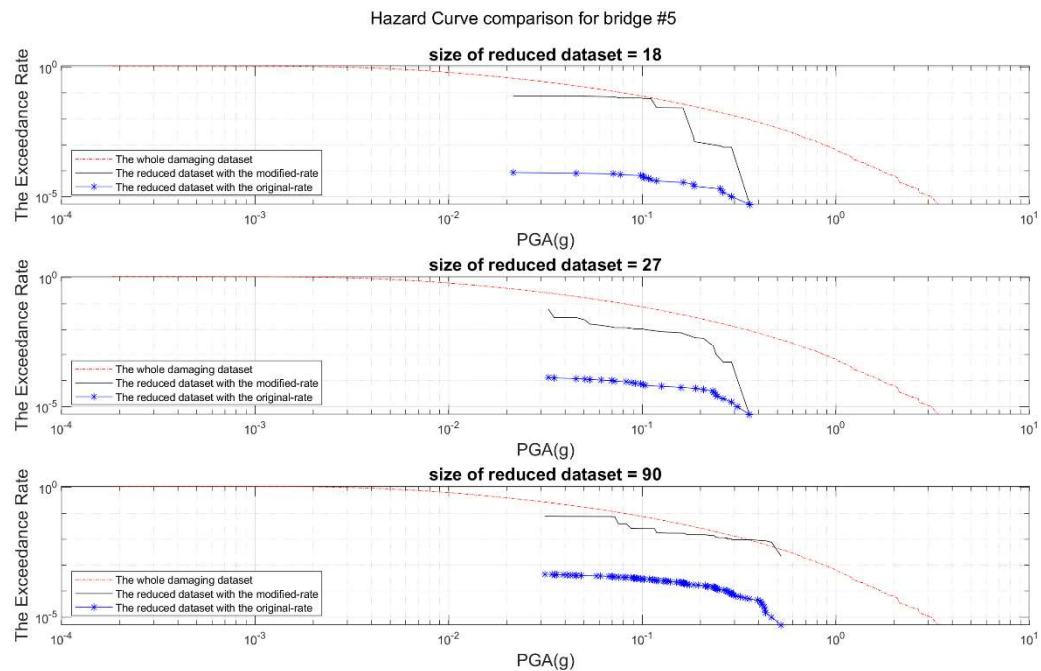 Hazard Curve comparison for bridge #5
size of reduced dataset = 18
The Exceedance Rate
10^0
10^-5
The whole damaging dataset
The reduced dataset with the modified-rate
The reduced dataset with the original-rate
10^-4 10^-3 10^-2 10^-1 10^0 10^1
PGA(g)
size of reduced dataset = 27
The Exceedance Rate
10^0
10^-5
The whole damaging dataset
The reduced dataset with the modified-rate
The reduced dataset with the original-rate
10^-4 10^-3 10^-2 10^-1 10^0 10^1
PGA(g)
size of reduced dataset = 90
The Exceedance Rate
10^0
10^-5
The whole damaging dataset
The reduced dataset with the modified-rate
The reduced dataset with the original-rate
10^-4 10^-3 10^-2 10^-1 10^0 10^1
PGA(g)